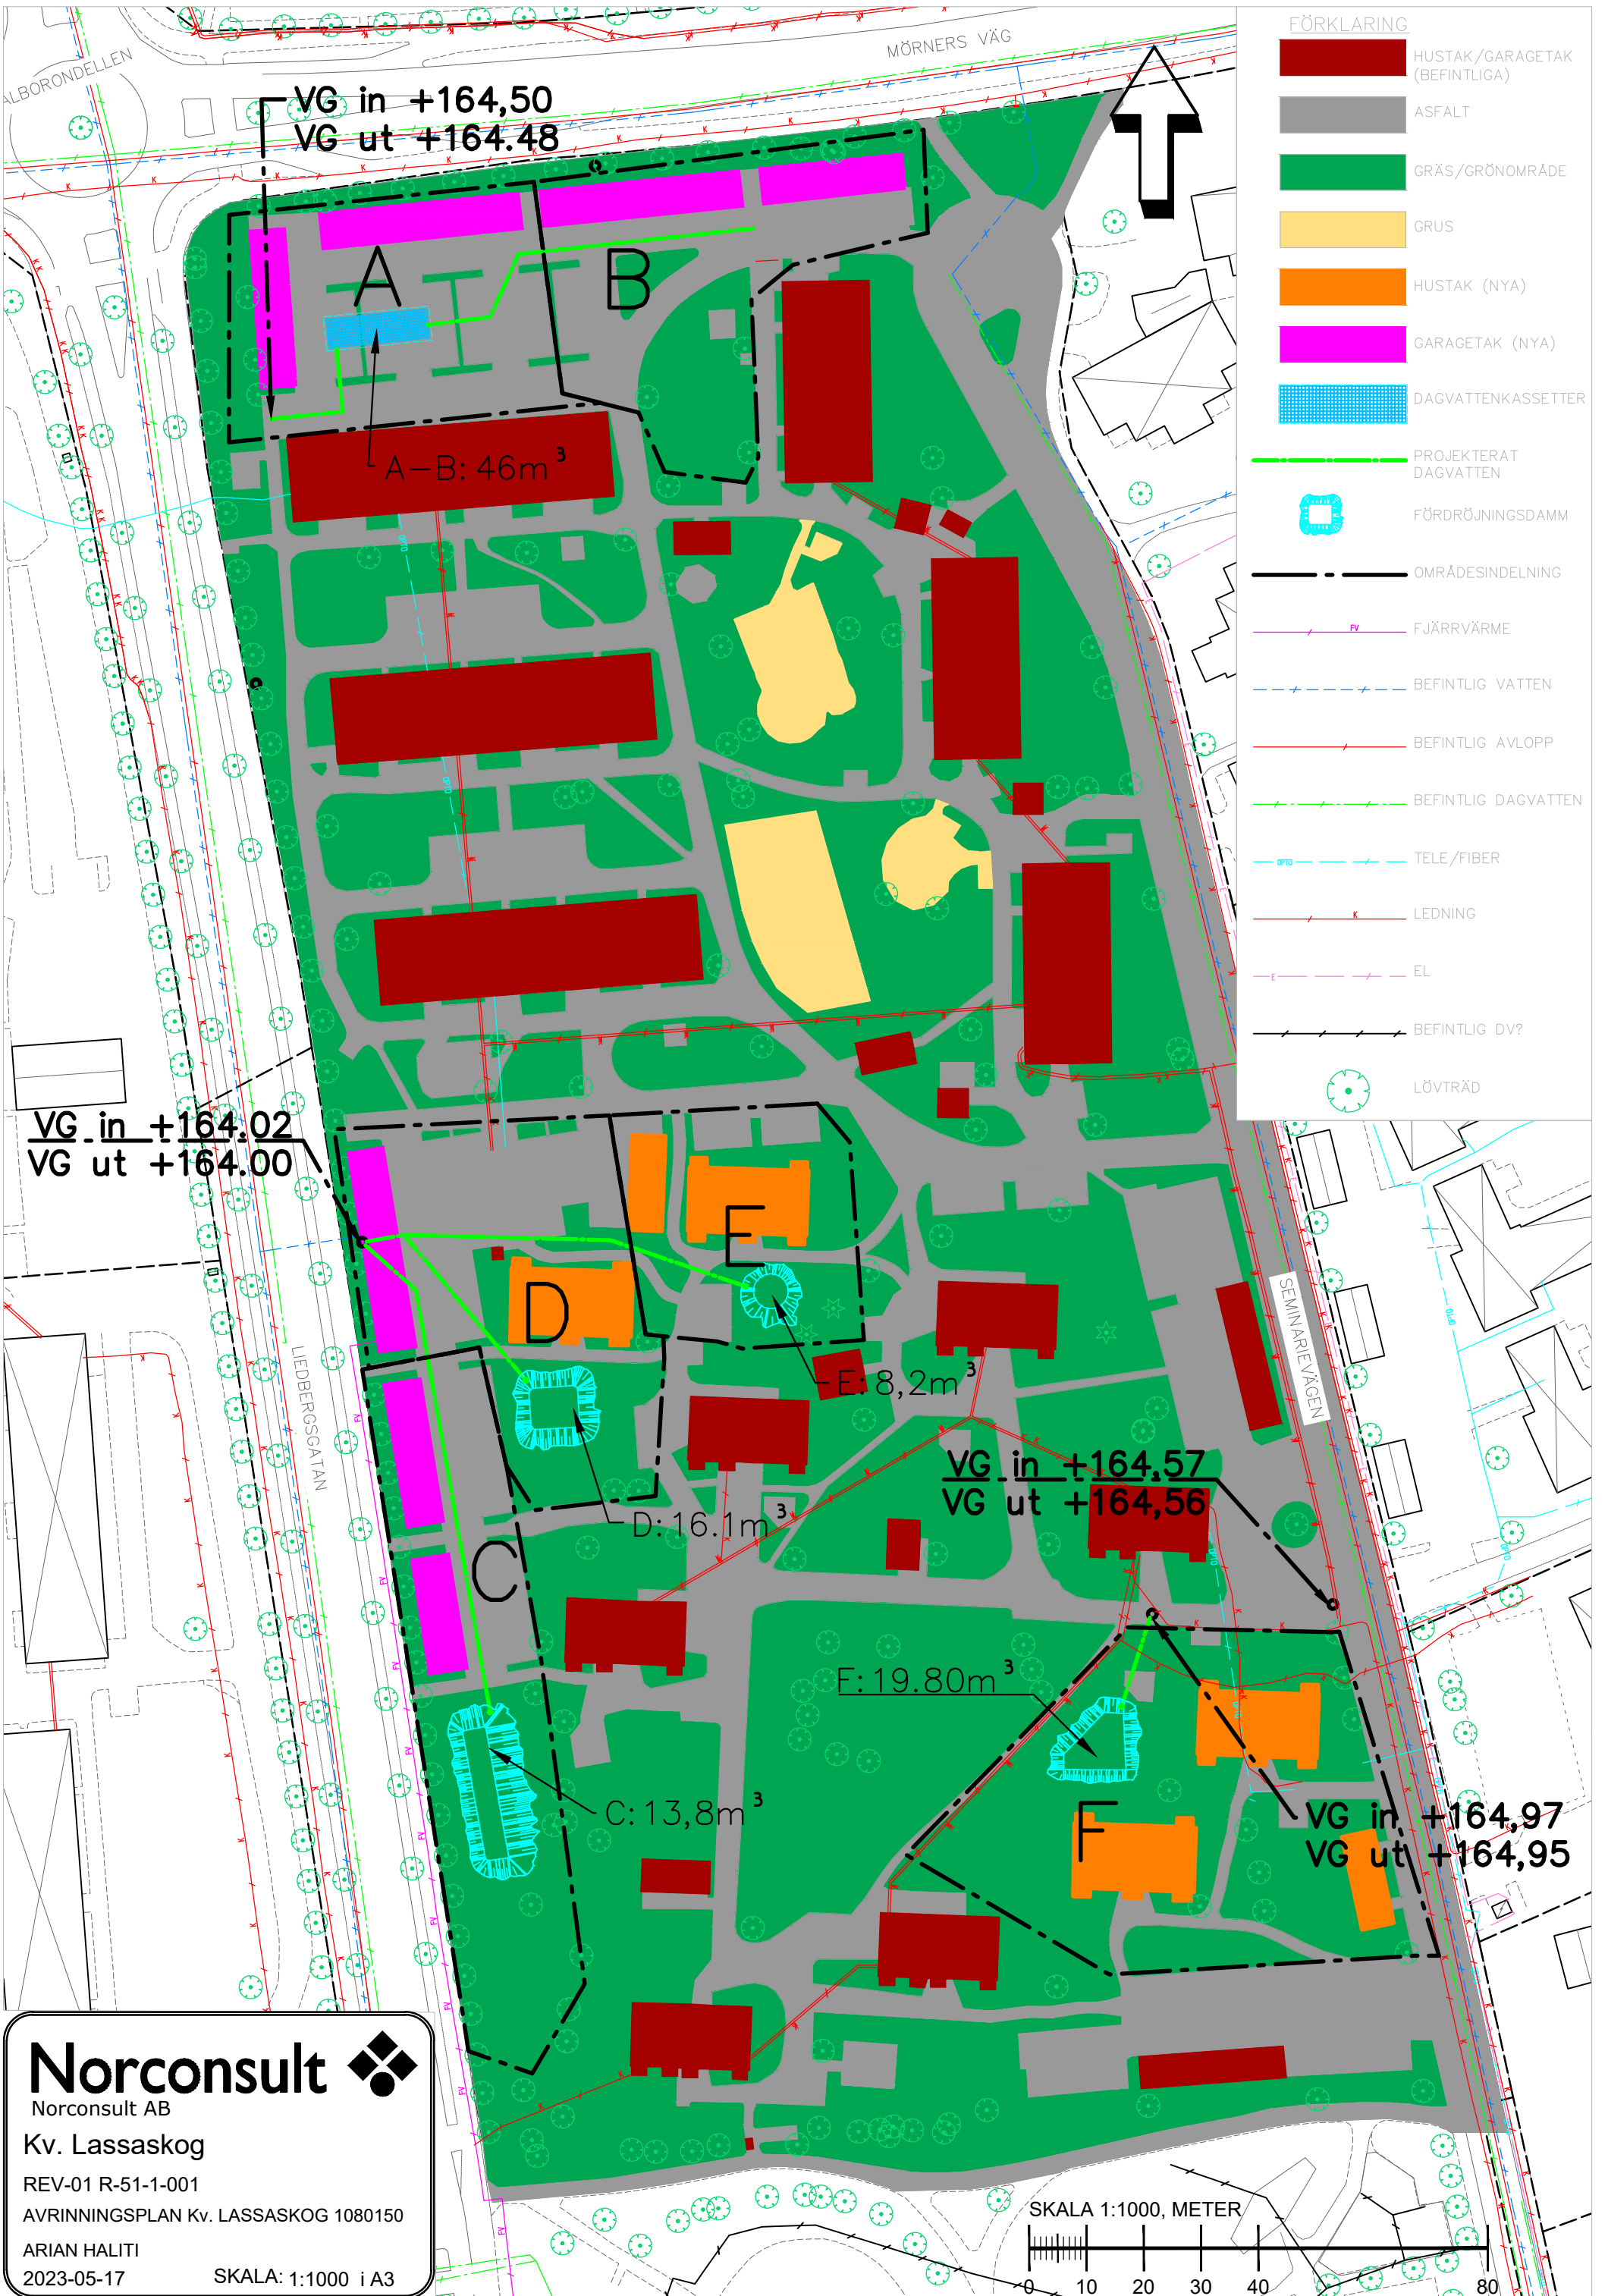 FÖRKLARING
HUSTAK/GARAGETAK
(BEFINTLIGA)
ASFALT
GRÄS/GRÖNOMRÅDE
GRUS
HUSTAK (NYA)
GARAGETAK (NYA)
DAGVATTENKASSETTER
PROJEKTERAT
DAGVATTEN
FÖRDRÖJNINGSDAMM
OMRÅDESINDELNING
FV
FJÄRRVÄRME
BEFINTLIG VATTEN
BEFINTLIG AVLOPP
BEFINTLIG DAGVATTEN
OPTO
TELE/FIBER
K
LEDNING
E
EL
BEFINTLIG DV?
LÖVTRÄD
ALBORONDELLEN
MÖRNERS VÄG
VG in +164,50
VG ut +164.48
A
B
A-B: 46m³
VG in +164.02
VG ut +164.00
E
D
E: 8,2m³
LIEDBERGSGATAN
SEMINARIEVÄGEN
VG in +164,57
VG ut +164,56
D: 16.1m³
C
F: 19.80m³
C: 13,8m³
F
VG in +164,97
VG ut +164,95
Norconsult
Norconsult AB
Kv. Lassaskog
REV-01 R-51-1-001
AVRINNINGSPLAN Kv. LASSASKOG 1080150
ARIAN HALITI
2023-05-17 SKALA: 1:1000 i A3
SKALA 1:1000, METER
0 10 20 30 40 80